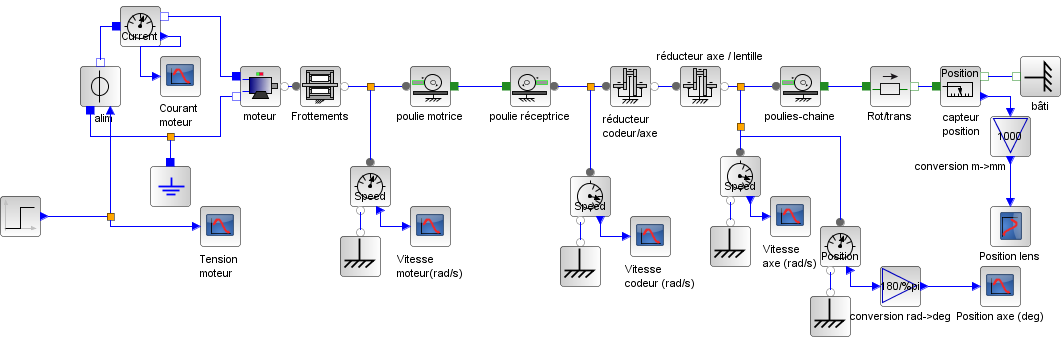 Current
alim
Courant
moteur
moteur
Frottements
poulie motrice
poulie réceptrice
réducteur
codeur/axe
réducteur axe / lentille
poulies-chaine
Rot/trans
Position
capteur
position
bâti
1000
conversion m->mm
Position lens
Tension
moteur
Speed
Vitesse
moteur(rad/s)
Speed
Vitesse
codeur (rad/s)
Speed
Vitesse
axe (rad/s)
Position
180/%pi
conversion rad->deg
Position axe (deg)